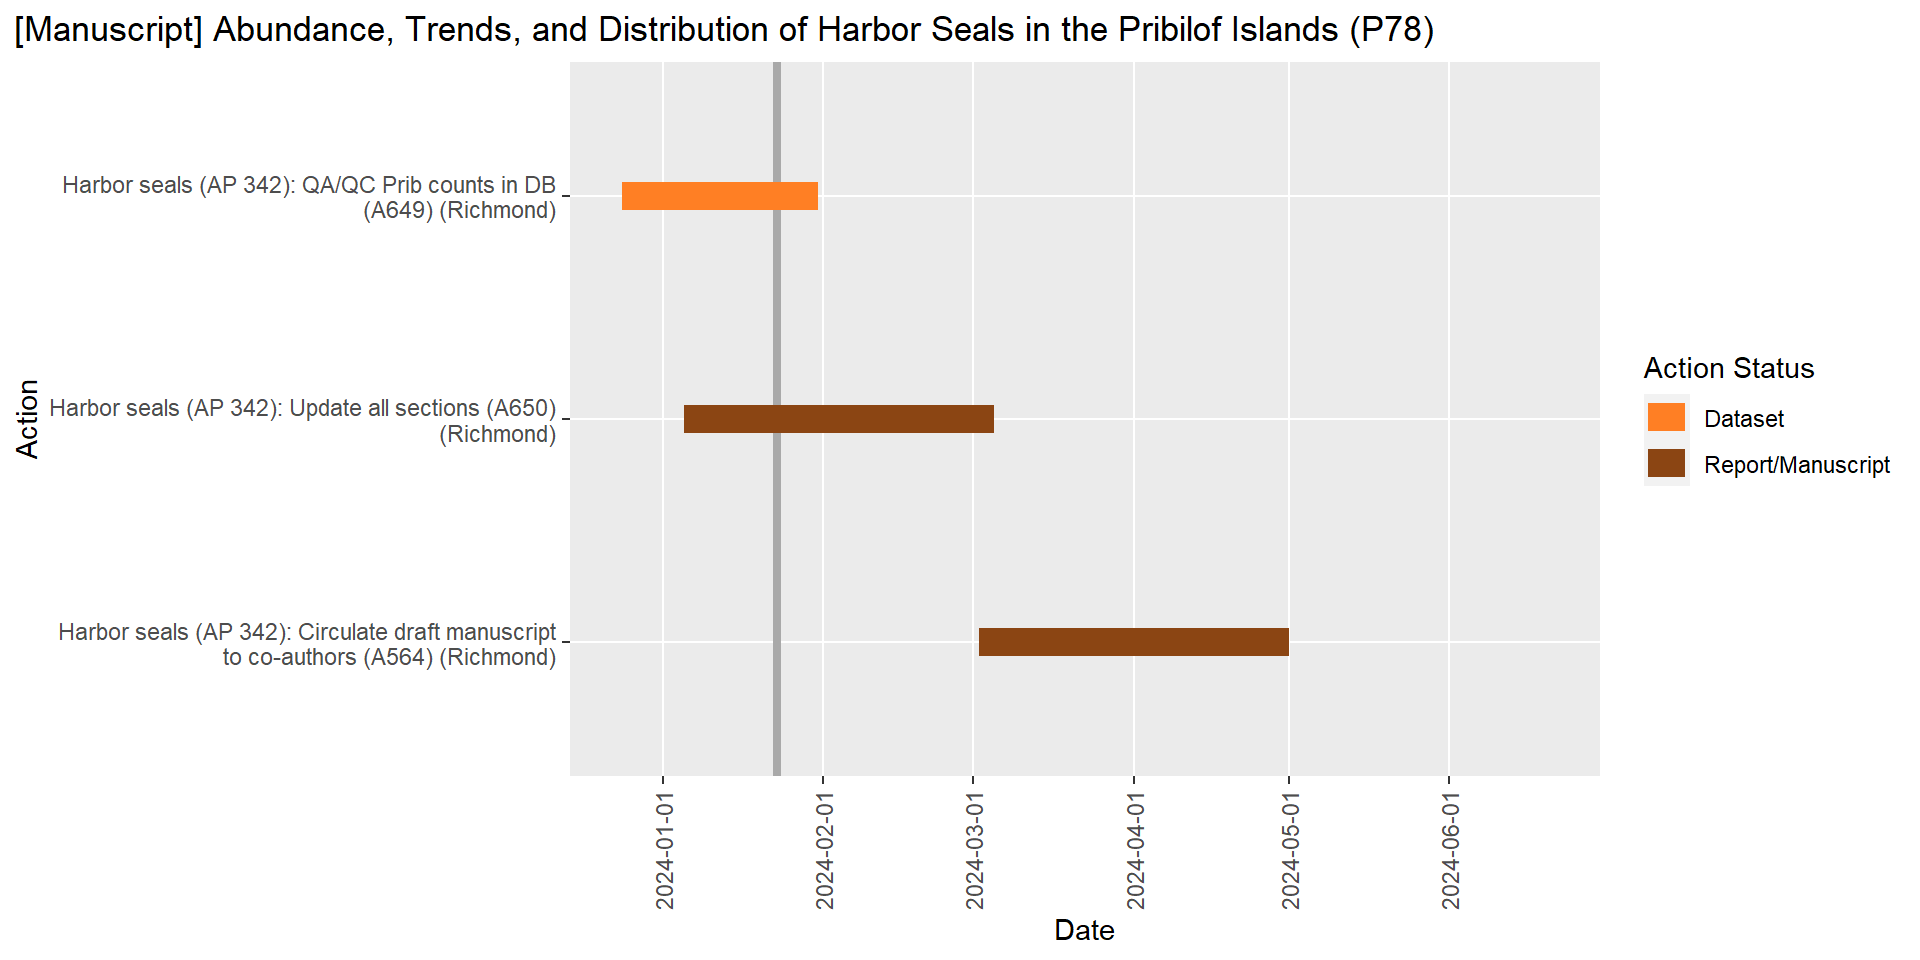 [Manuscript] Abundance, Trends, and Distribution of Harbor Seals in the Pribilof Islands (P78)
Harbor seals (AP 342): QA/QC Prib counts in DB
(A649) (Richmond)
Harbor seals (AP 342): Update all sections (A650)
(Richmond)
Harbor seals (AP 342): Circulate draft manuscript
to co-authors (A564) (Richmond)
Action
2024-01-01
2024-02-01
2024-03-01
2024-04-01
2024-05-01
2024-06-01
Date
Action Status
Dataset
Report/Manuscript